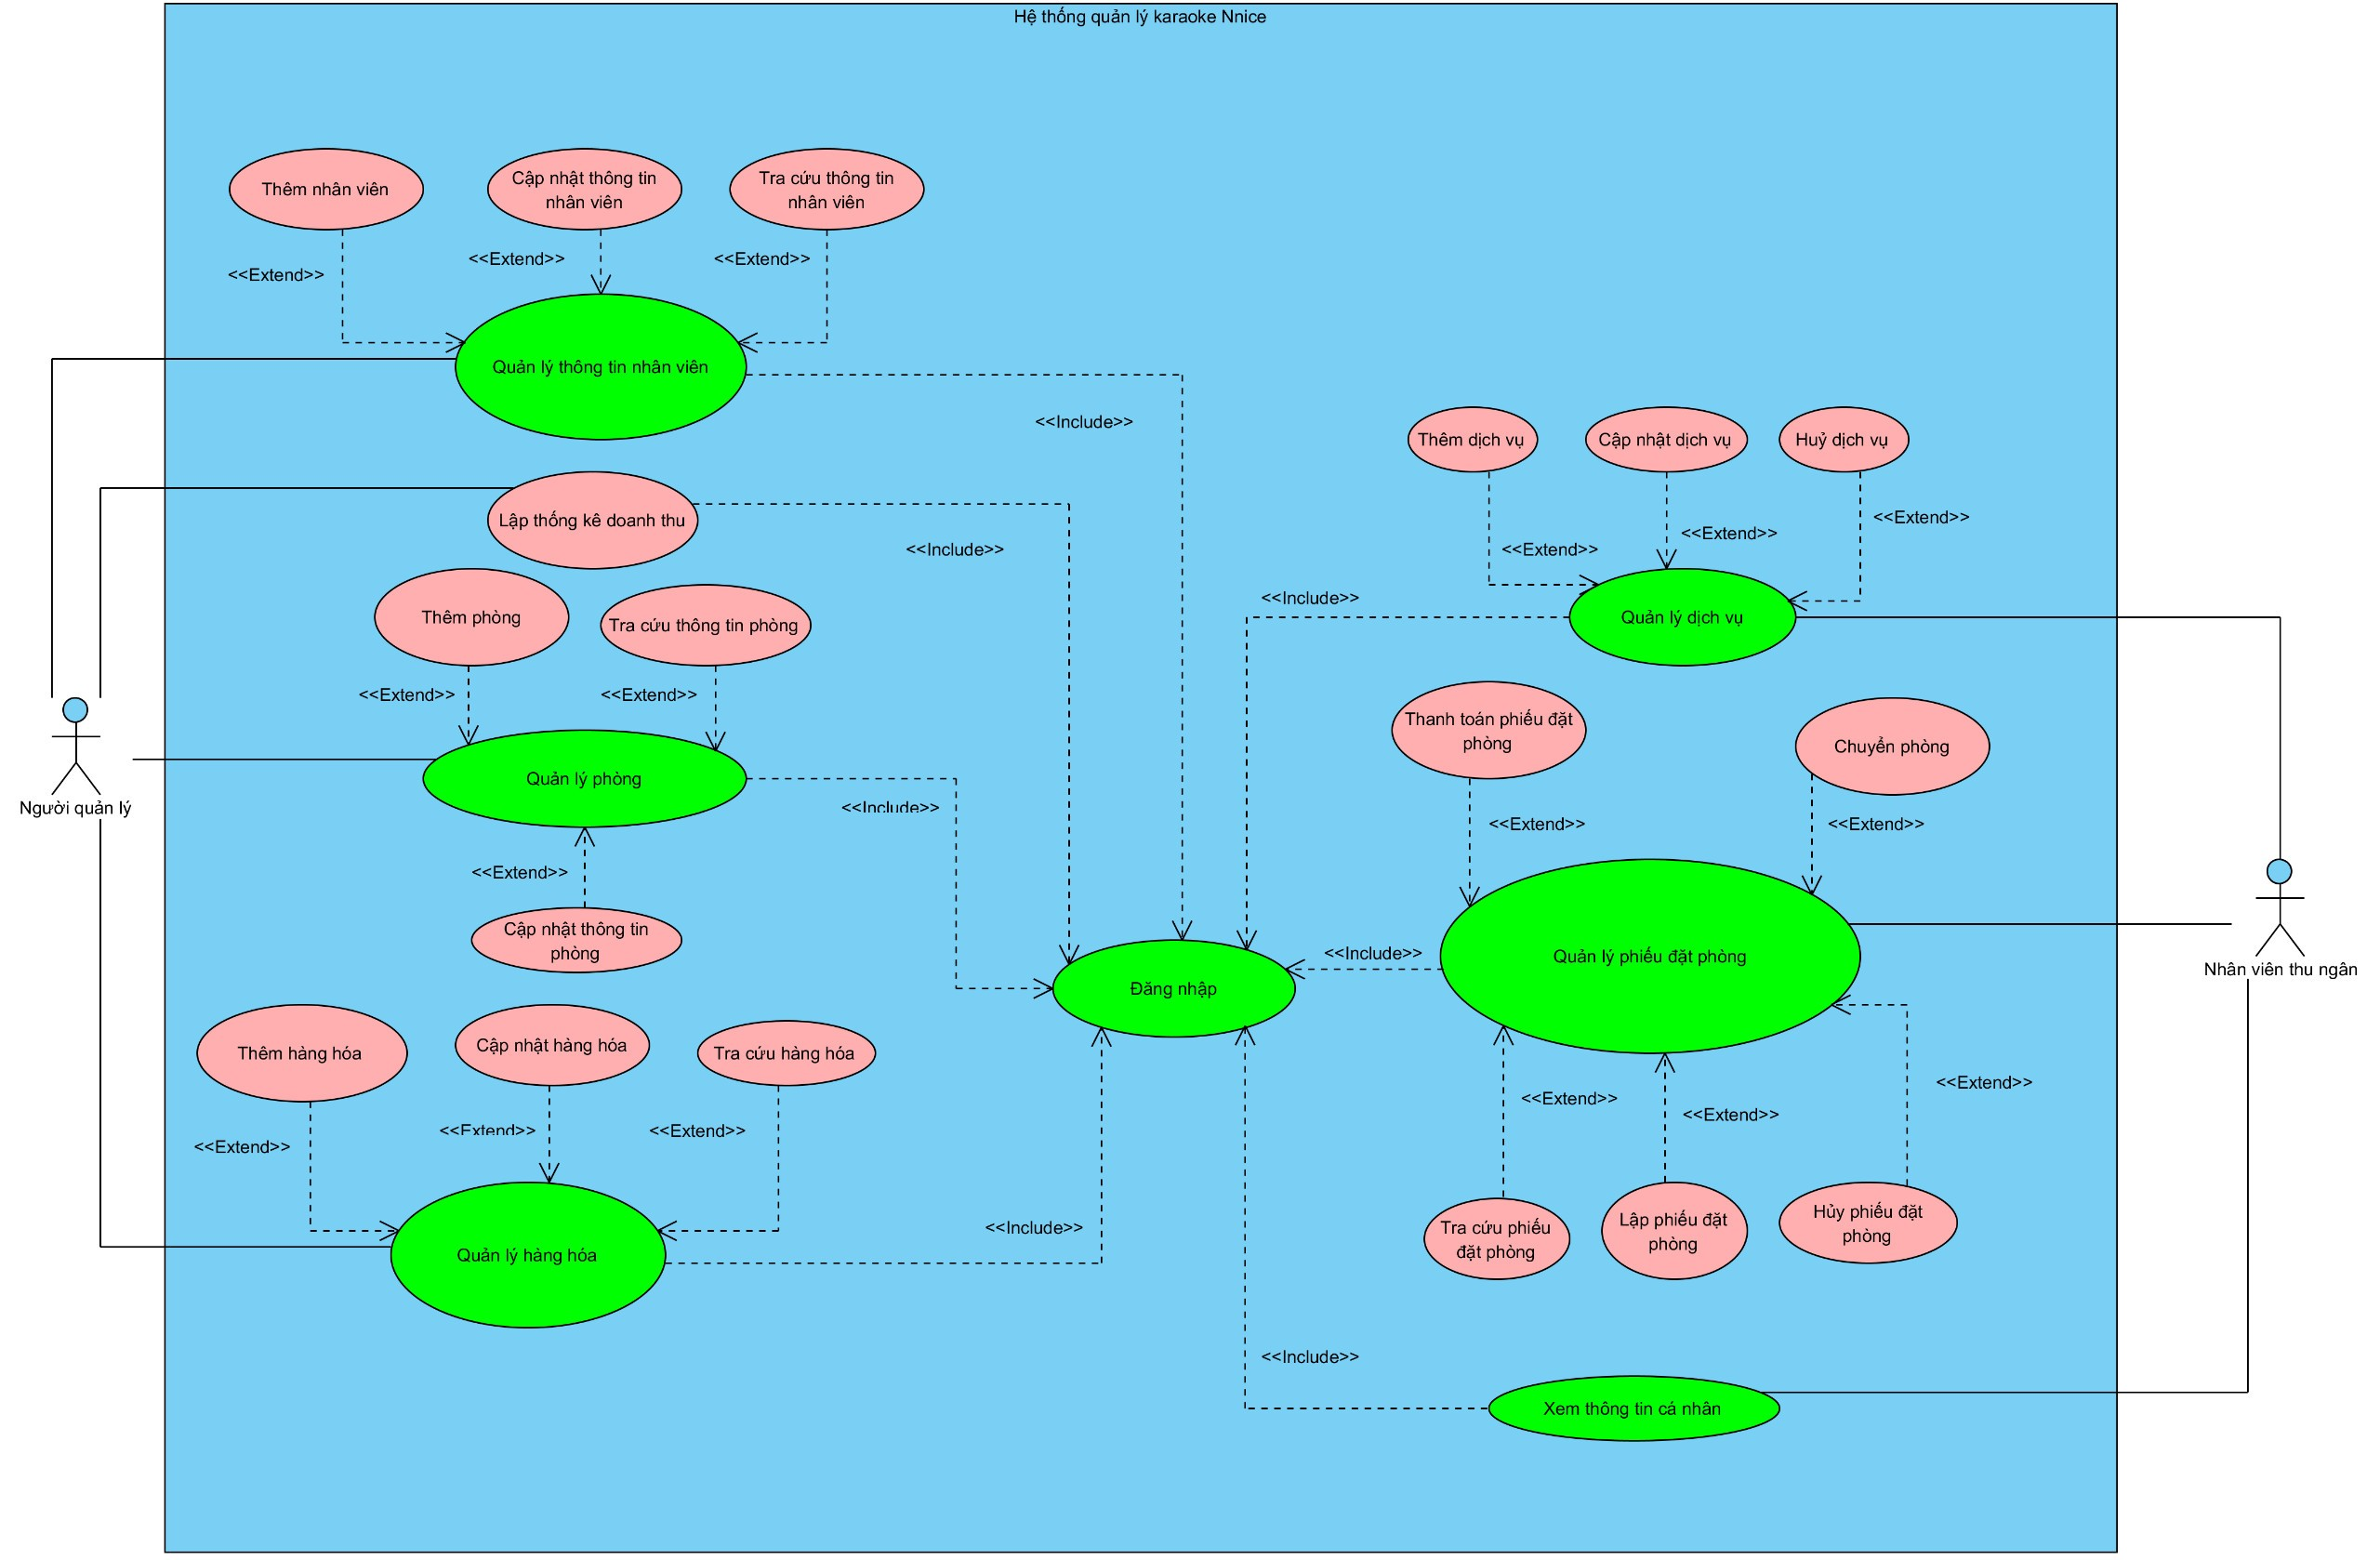 Hệ thống quản lý karaoke Nnice
Thêm nhân viên
Cập nhật thông tin
nhân viên
Tra cứu thông tin
nhân viên
<<Extend>>
<<Extend>>
<<Extend>>
Quản lý thông tin nhân viên
<<Include>>
Lập thống kê doanh thu
<<Include>>
Thêm phòng
Tra cứu thông tin phòng
<<Extend>>
<<Extend>>
Quản lý phòng
<<Include>>
Người quản lý
<<Extend>>
Cập nhật thông tin
phòng
Thêm hàng hóa
Cập nhật hàng hóa
Tra cứu hàng hóa
<<Extend>>
<<Extend>>
<<Extend>>
Quản lý hàng hóa
<<Include>>
Đăng nhập
Thêm dịch vụ
Cập nhật dịch vụ
Huỷ dịch vụ
<<Extend>>
<<Extend>>
<<Extend>>
<<Include>>
Quản lý dịch vụ
Thanh toán phiếu đặt
phòng
Chuyển phòng
<<Extend>>
<<Extend>>
<<Include>>
Quản lý phiếu đặt phòng
Nhân viên thu ngân
<<Extend>>
<<Extend>>
<<Extend>>
Tra cứu phiếu
đặt phòng
Lập phiếu đặt
phòng
Hủy phiếu đặt
phòng
<<Include>>
Xem thông tin cá nhân